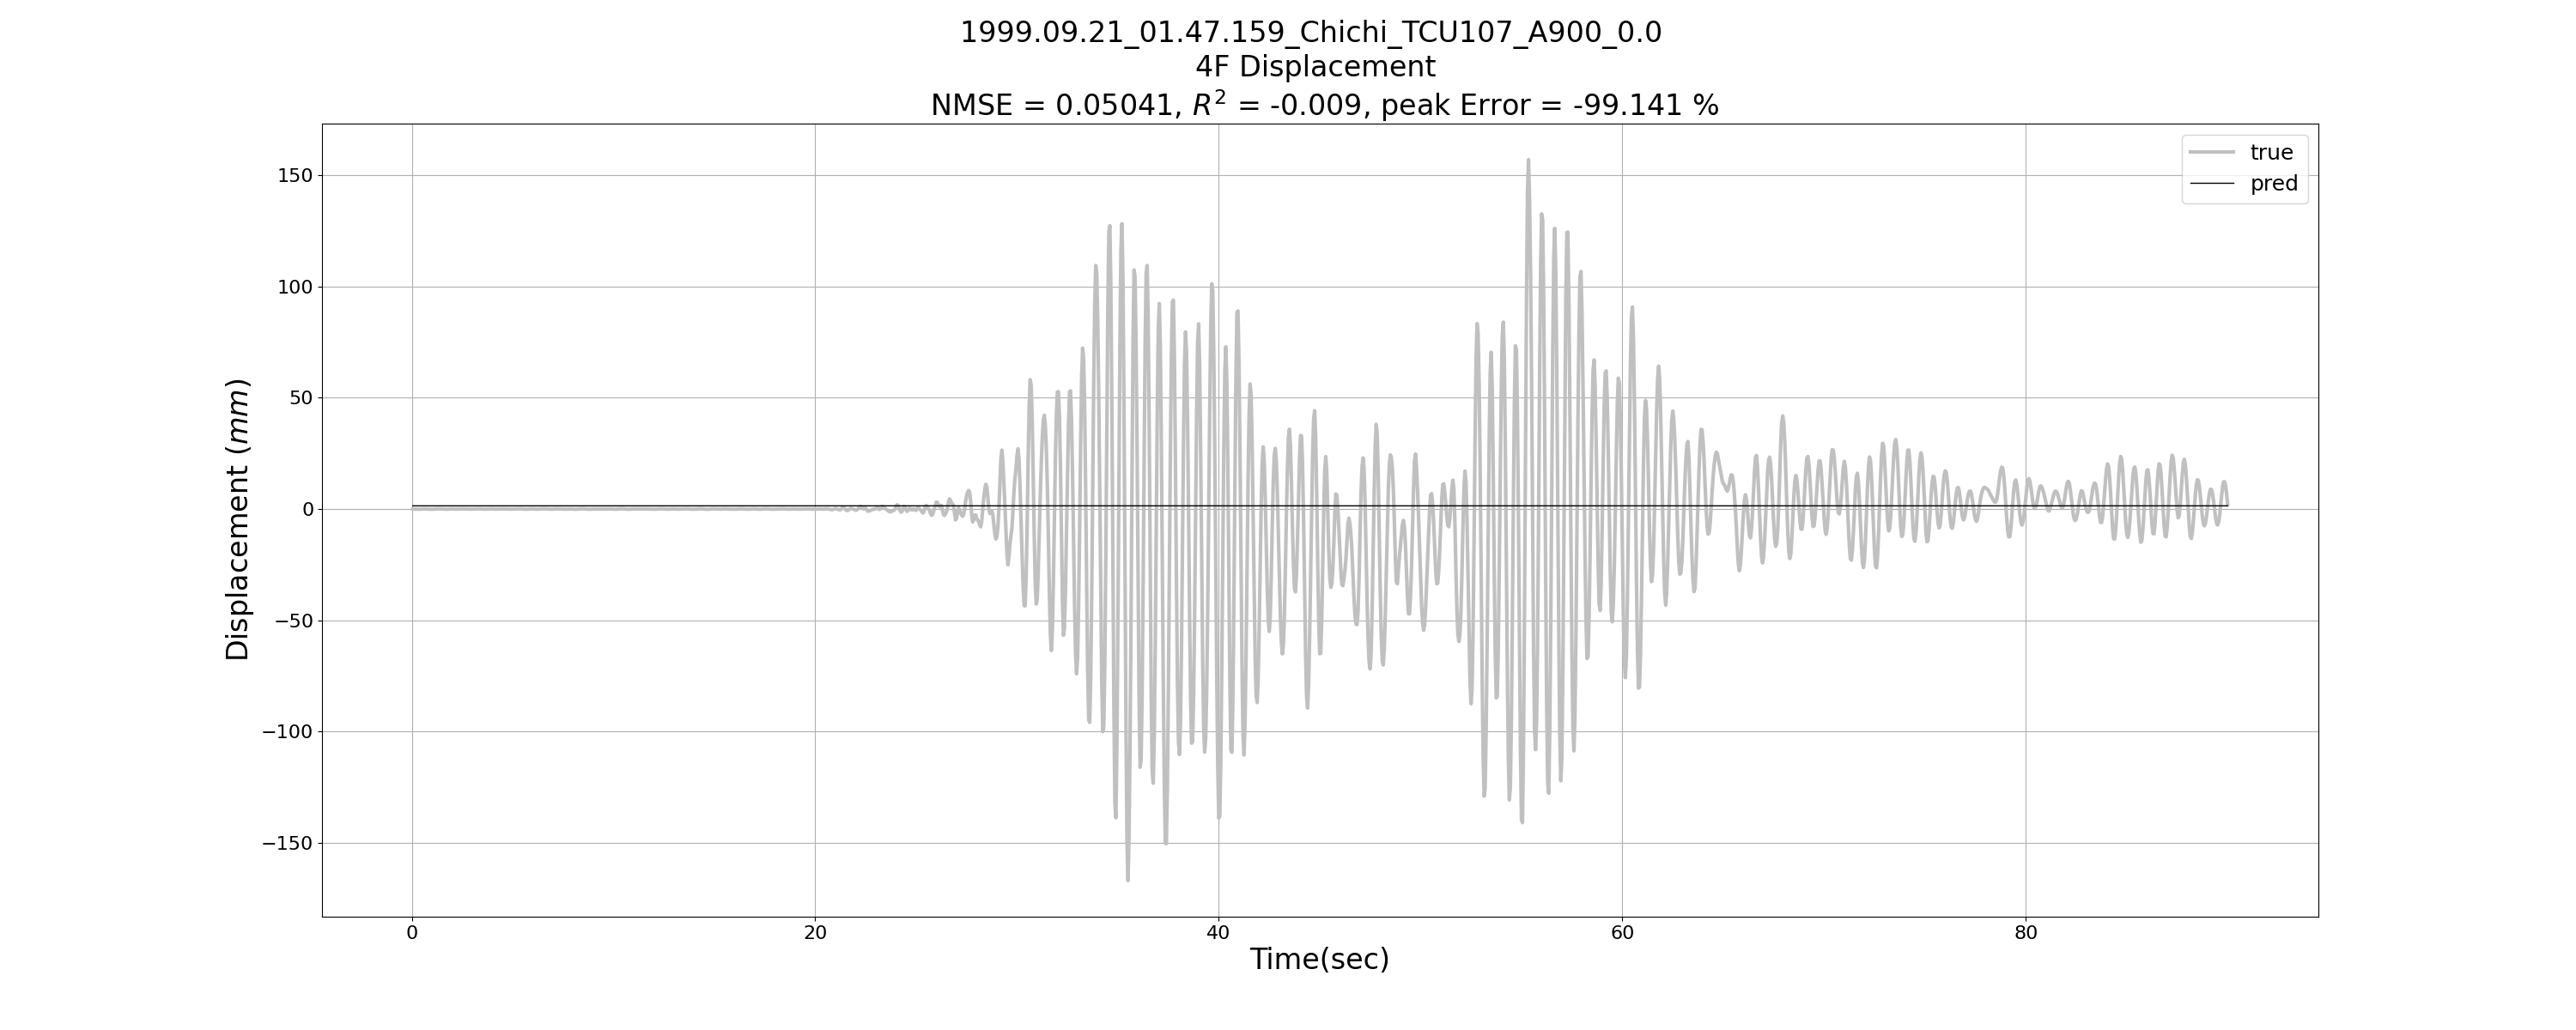 1999.09.21_01.47.159_Chichi_TCU107_A900_0.0
4F Displacement
NMSE = 0.05041, R² = -0.009, peak Error = -99.141 %
true
pred
Displacement (mm)
150
100
50
0
−50
−100
−150
0 20 40 60 80
Time(sec)